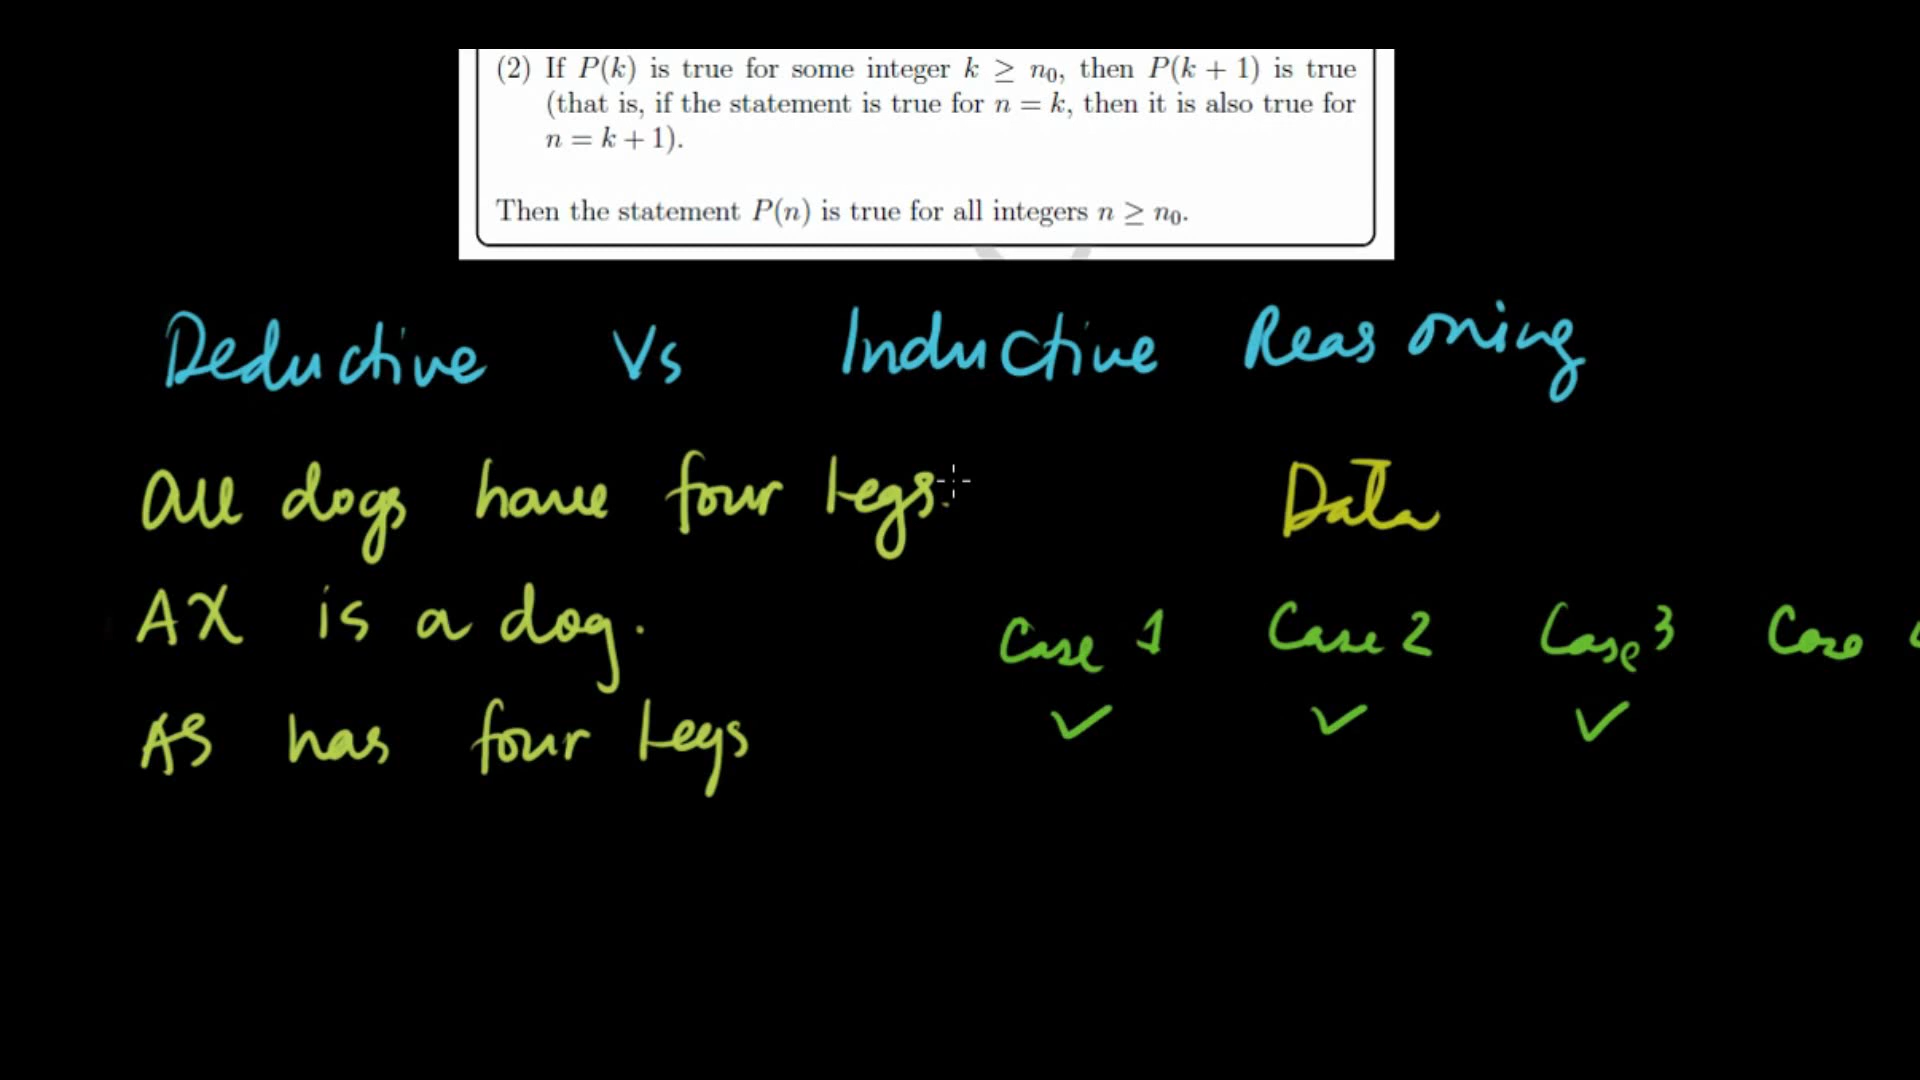 (2) If P(k) is true for some integer k ≥ n₀, then P(k + 1) is true
(that is, if the statement is true for n = k, then it is also true for
n = k + 1).
Then the statement P(n) is true for all integers n ≥ n₀.
Deductive Vs Inductive Reasoning
All dogs have four legs.
Data
AX is a dog.
Case 1 Case 2 Case 3 Case
✓ ✓ ✓
AS has four legs